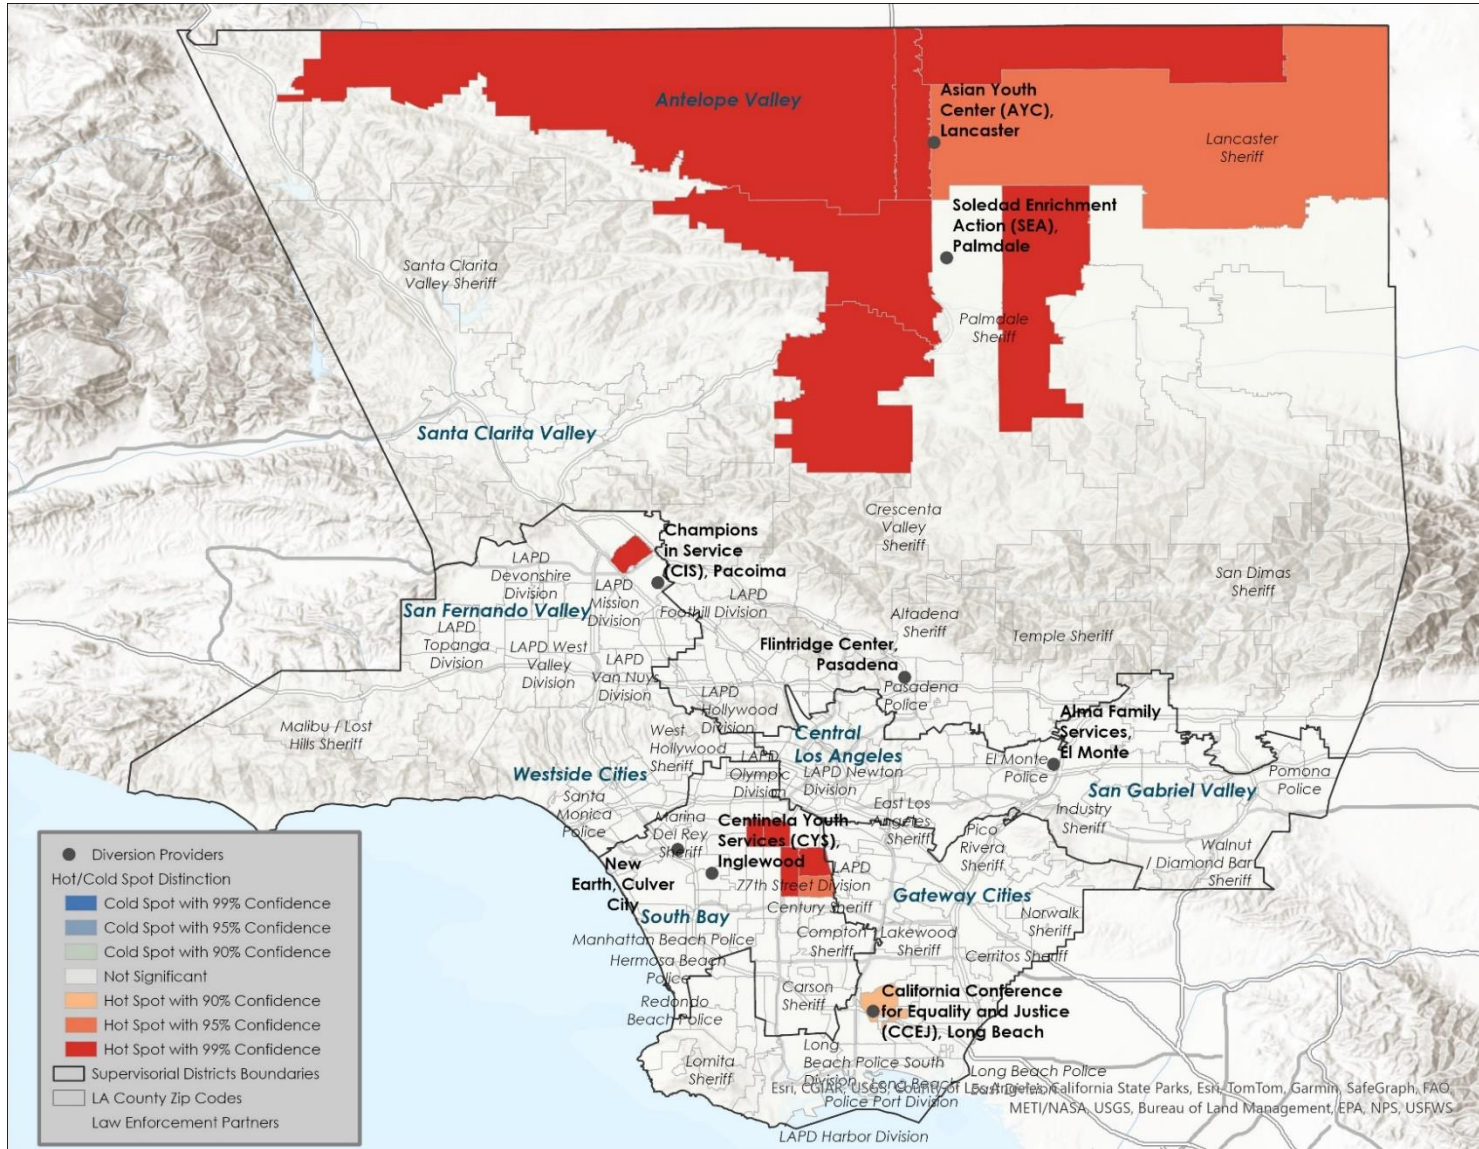 Antelope Valley
Asian Youth
Center (AYC),
Lancaster
Lancaster
Sheriff
Soledad Enrichment
Action (SEA),
Palmdale
Santa Clarita
Valley Sheriff
Palmdale
Sheriff
Santa Clarita Valley
Crescenta
Valley
Sheriff
Champions
in Service
(CIS), Pacoima
LAPD
Devonshire
Division
LAPD
Mission
Division
LAPD
Foothill Division
San Dimas
Sheriff
San Fernando Valley
Altadena
Sheriff
Temple Sheriff
LAPD
Topanga
Division
LAPD West
Valley
Division
LAPD
Van Nuys
Division
Flintridge Center,
Pasadena
Pasadena
Police
LAPD
Hollywood
Division
Malibu / Lost
Hills Sheriff
West
Hollywood
Sheriff
Central
Los Angeles
Alma Family
Services,
El Monte
El Monte
Police
LAPD
Olympic
Division
LAPD Newton
Division
Westside Cities
San Gabriel Valley
Pomona
Police
Santa
Monica
Police
East Los
Angeles
Sheriff
Industry
Sheriff
Marina
Del Rey
Sheriff
Centinela Youth
Services (CYS),
Inglewood
Pico
Rivera
Sheriff
Walnut
/ Diamond Bar
Sheriff
New
Earth, Culver
City
LAPD
77th Street Division
Gateway Cities
South Bay
Century Sheriff
Norwalk
Sheriff
Manhattan Beach Police
Compton
Sheriff
Lakewood
Sheriff
Cerritos Sheriff
Hermosa Beach
Police
Redondo
Beach Police
Carson
Sheriff
California Conference
for Equality and Justice
(CCEJ), Long Beach
Lomita
Sheriff
Long
Beach Police South
Division
Long Beach
Police Port Division
Long Beach Police
East Division
LAPD Harbor Division
Diversion Providers
Hot/Cold Spot Distinction
Cold Spot with 99% Confidence
Cold Spot with 95% Confidence
Cold Spot with 90% Confidence
Not Significant
Hot Spot with 90% Confidence
Hot Spot with 95% Confidence
Hot Spot with 99% Confidence
Supervisorial Districts Boundaries
LA County Zip Codes
Law Enforcement Partners
Esri, CGIAR, USGS, County of Los Angeles, California State Parks, Esri, TomTom, Garmin, SafeGraph, FAO,
METI/NASA, USGS, Bureau of Land Management, EPA, NPS, USFWS